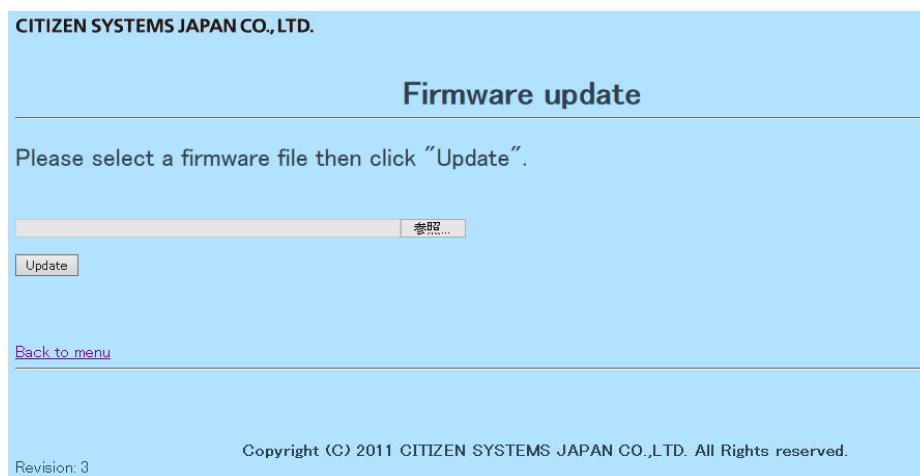 CITIZEN SYSTEMS JAPAN CO., LTD.
Firmware update
Please select a firmware file then click "Update".
参照...
Update
Back to menu
Copyright (C) 2011 CITIZEN SYSTEMS JAPAN CO.,LTD. All Rights reserved.
Revision: 3